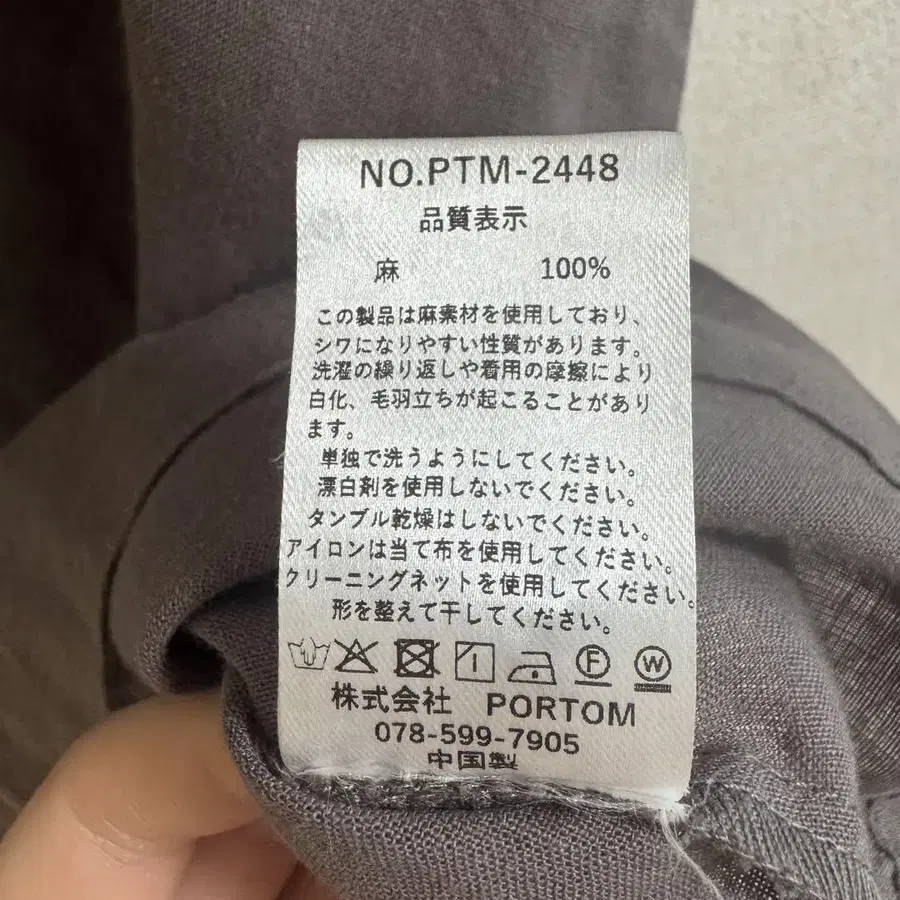 NO.PTM-2448
品質表示
麻 100%
この製品は麻素材を使用しており、
シワになりやすい性質があります。
洗濯の繰り返しや着用の摩擦により
白化、毛羽立ちが起こることがあり
ます。
単独で洗うようにしてください。
漂白剤を使用しないでください。
タンブル乾燥はしないでください。
アイロンは当て布を使用してください。
クリーニングネットを使用してください。
形を整えて干してください。
F W
株式会社 PORTOM
078-599-7905
中国製